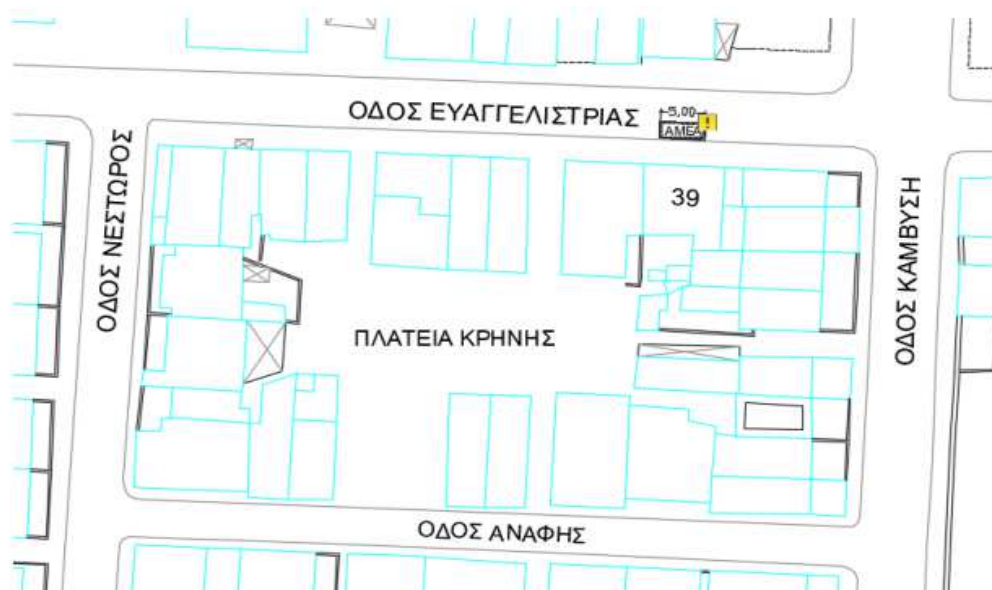 ΟΔΟΣ ΕΥΑΓΓΕΛΙΣΤΡΙΑΣ
5,00
ΑΜΕΑ
ΟΔΟΣ ΝΕΣΤΩΡΟΣ
39
ΟΔΟΣ ΚΑΜΒΥΣΗ
ΠΛΑΤΕΙΑ ΚΡΗΝΗΣ
ΟΔΟΣ ΑΝΑΦΗΣ